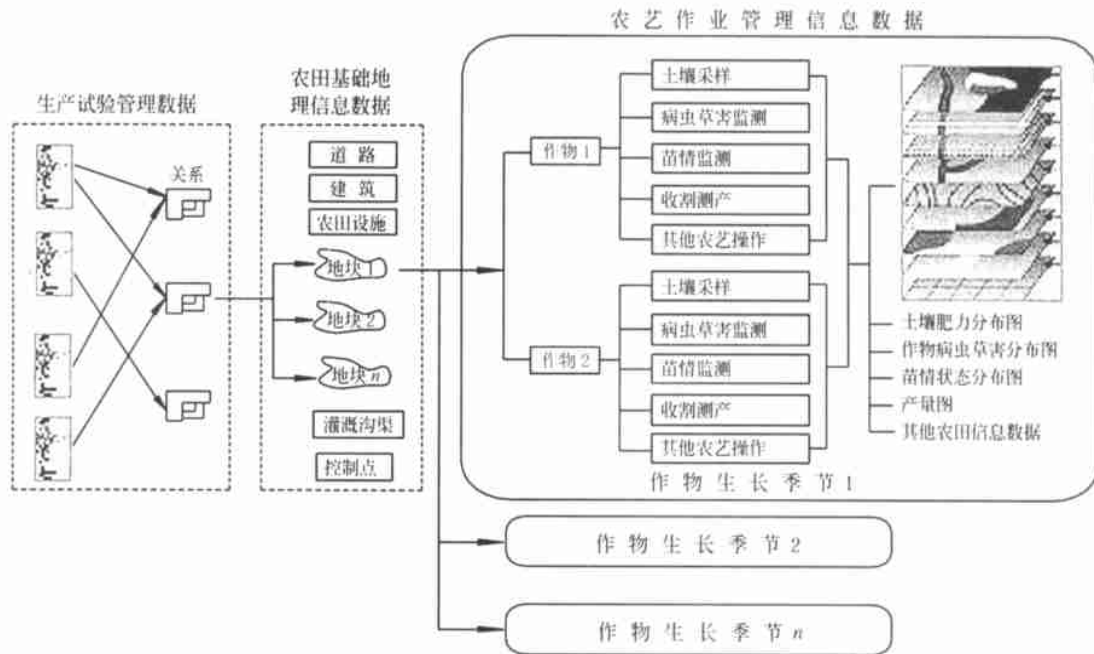 农艺作业管理信息数据
生产试验管理数据
关系
农田基础地
理信息数据
道路
建筑
农田设施
地块1
地块2
地块n
灌溉沟渠
控制点
作物1
土壤采样
病虫草害监测
苗情监测
收割测产
其他农艺操作
作物2
土壤采样
病虫草害监测
苗情监测
收割测产
其他农艺操作
土壤肥力分布图
作物病虫草害分布图
苗情状态分布图
产量图
其他农田信息数据
作物生长季节1
作物生长季节2
作物生长季节n